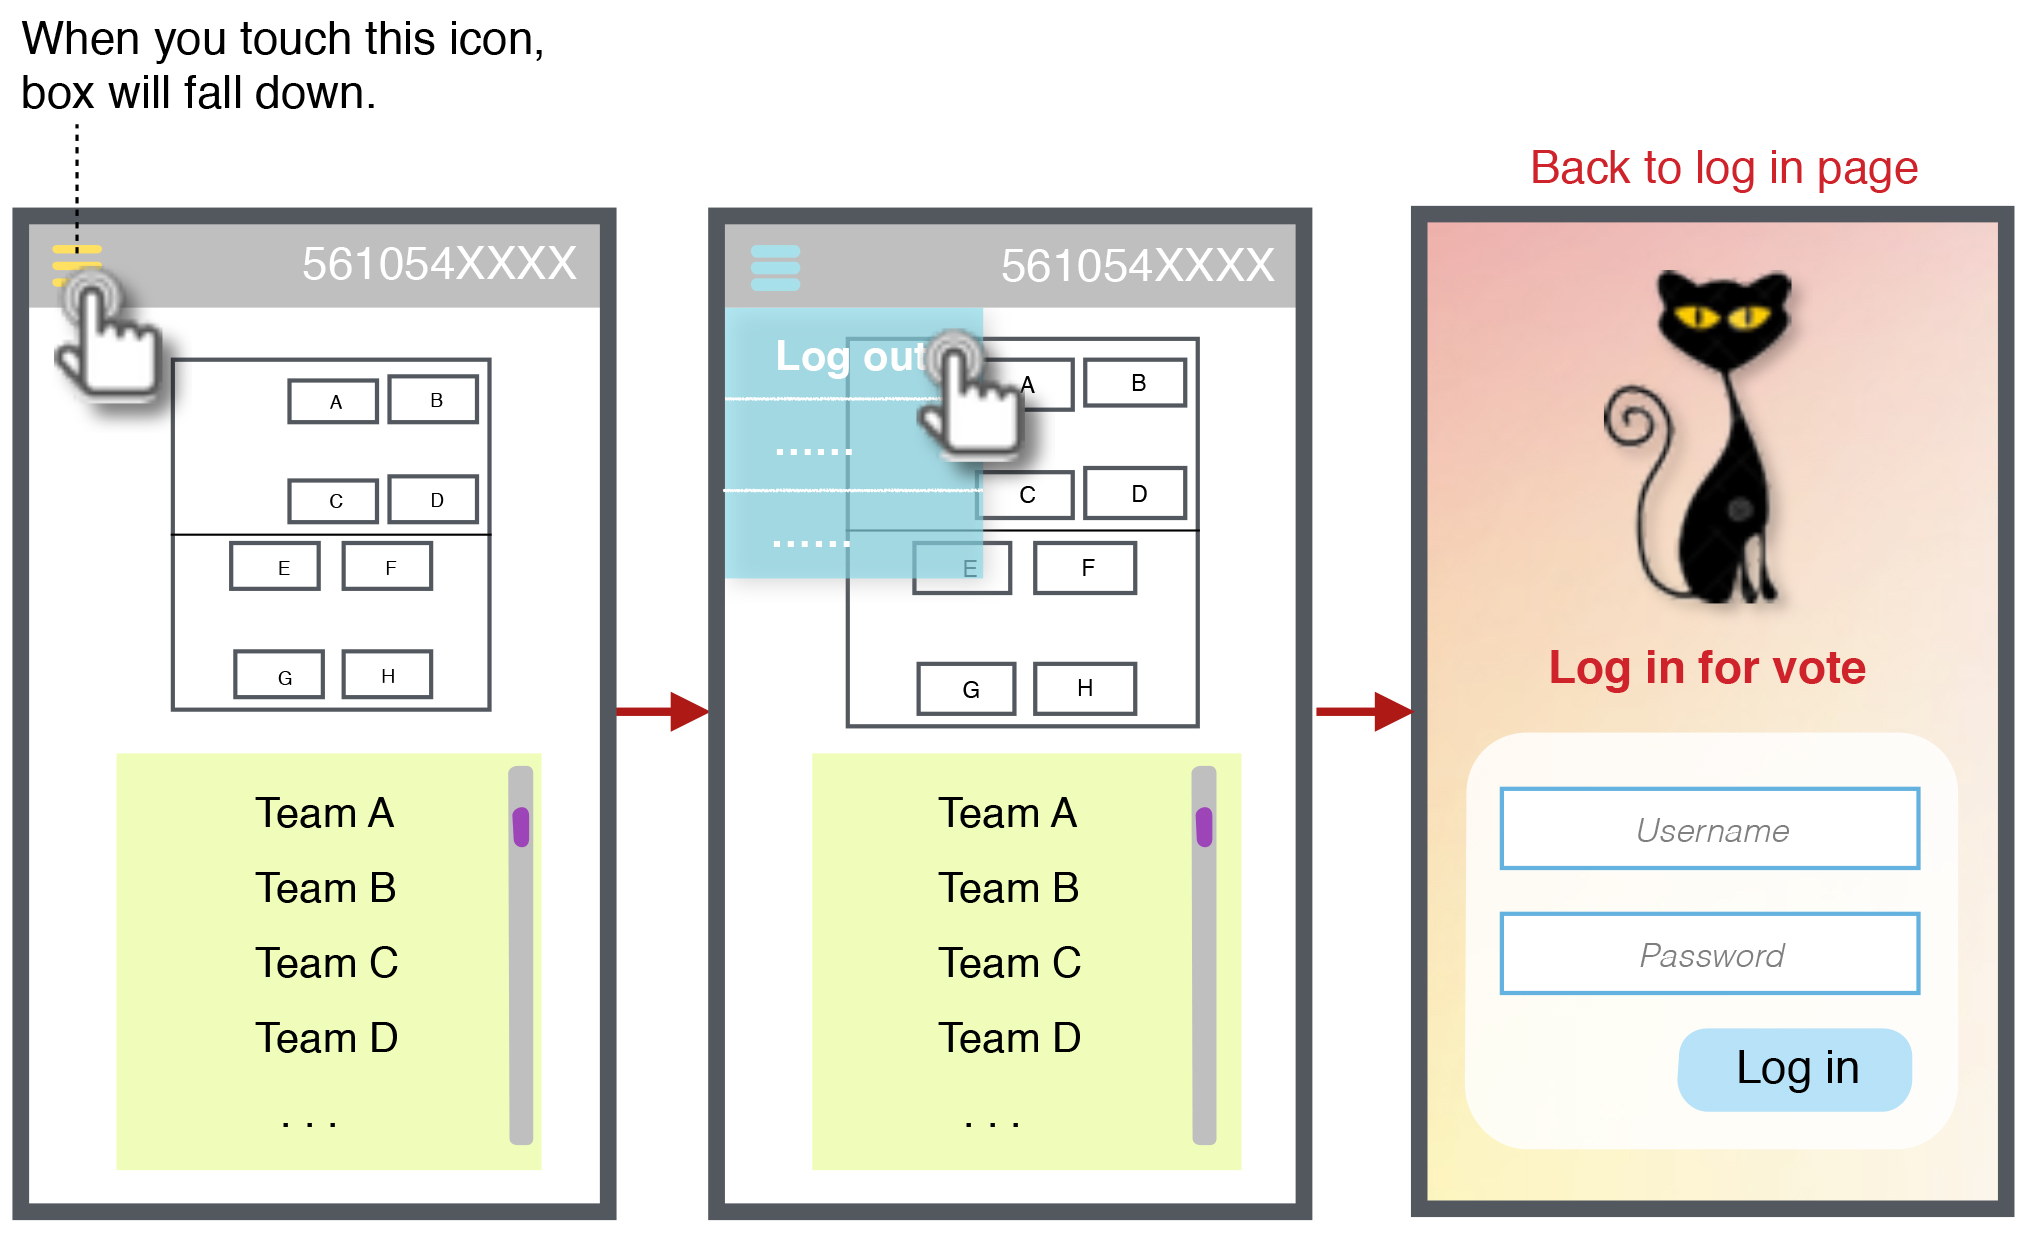 When you touch this icon,
box will fall down.
561054XXXX
A B
C D
E F
G H
Team A
Team B
Team C
Team D
. . .
561054XXXX
Log out
......
......
A B
C D
E F
G H
Team A
Team B
Team C
Team D
. . .
Back to log in page
Log in for vote
Username
Password
Log in